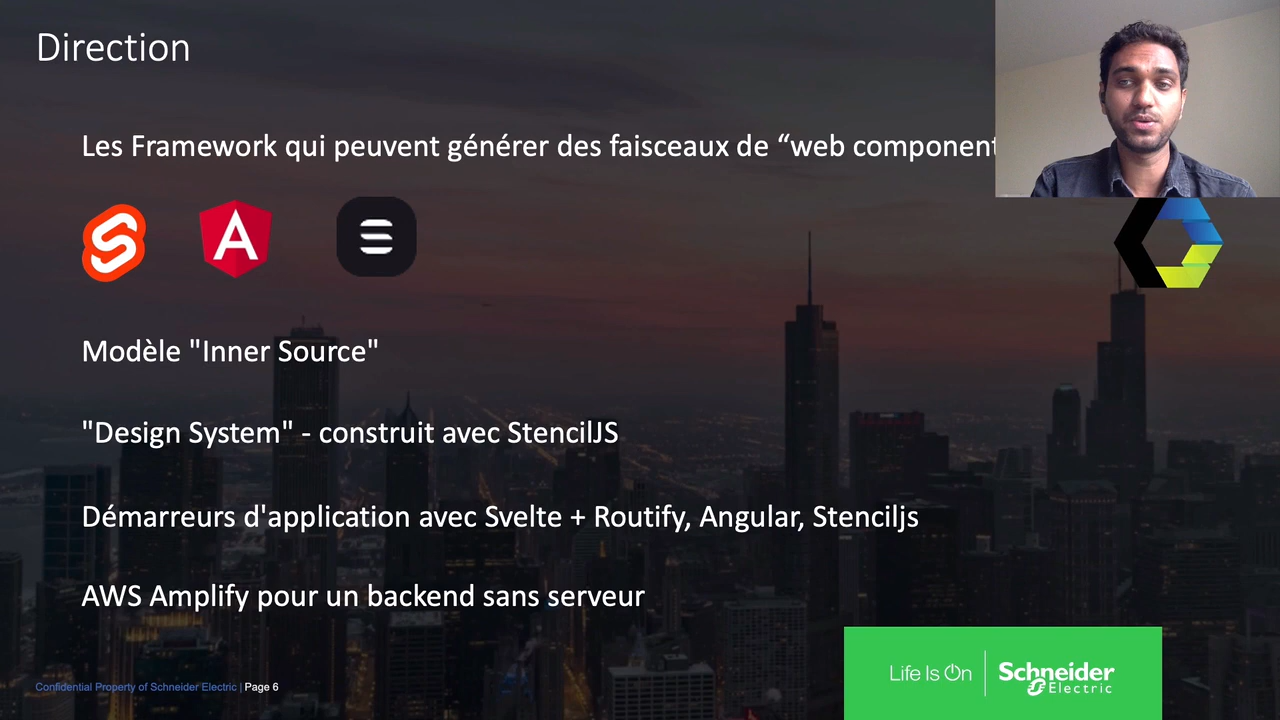 Direction
Les Framework qui peuvent générer des faisceaux de “web component
Modèle "Inner Source"
"Design System" - construit avec StencilJS
Démarreurs d'application avec Svelte + Routify, Angular, Stenciljs
AWS Amplify pour un backend sans serveur
Confidential Property of Schneider Electric | Page 6
Life Is On | Schneider Electric